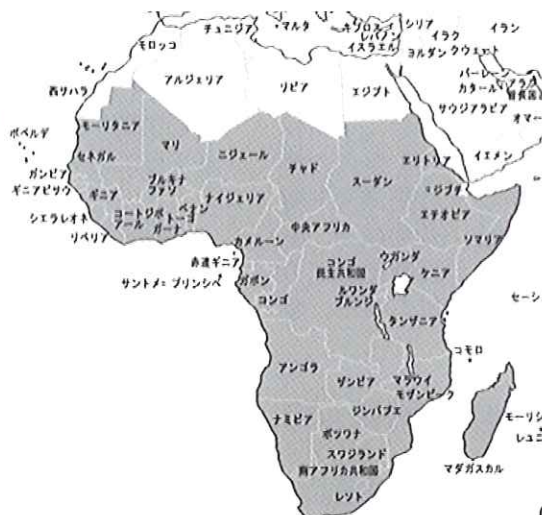 チュニジア
マルタ
キプロス
シリア
レバノン
イラク
イラン
イスラエル
モロッコ
ヨルダン
クウェート
バーレーン
カタール
西サハラ
アルジェリア
リビア
エジプト
サウジアラビア
オマー
イエメン
モーリタニア
マリ
ニジェール
チャド
スーダン
エリトリア
セネガル
ガンビア
ギニアビサウ
ギニア
ブルキナ
ファソ
ナイジェリア
ジブチ
エチオピア
シエラレオネ
コートジボ
アール
トーゴ
ベナン
ガーナ
リベリア
中央アフリカ
ソマリア
カメルーン
赤道ギニア
サントメ=プリンシペ
ガボン
コンゴ
コンゴ
民主共和国
ウガンダ
ケニア
ルワンダ
ブルンジ
タンザニア
セーシ
コモロ
アンゴラ
ザンビア
マラウイ
モザンビーク
ナミビア
ジンバブエ
ボツワナ
スワジランド
南アフリカ共和国
レソト
マダガスカル
モーリシ
レユニ